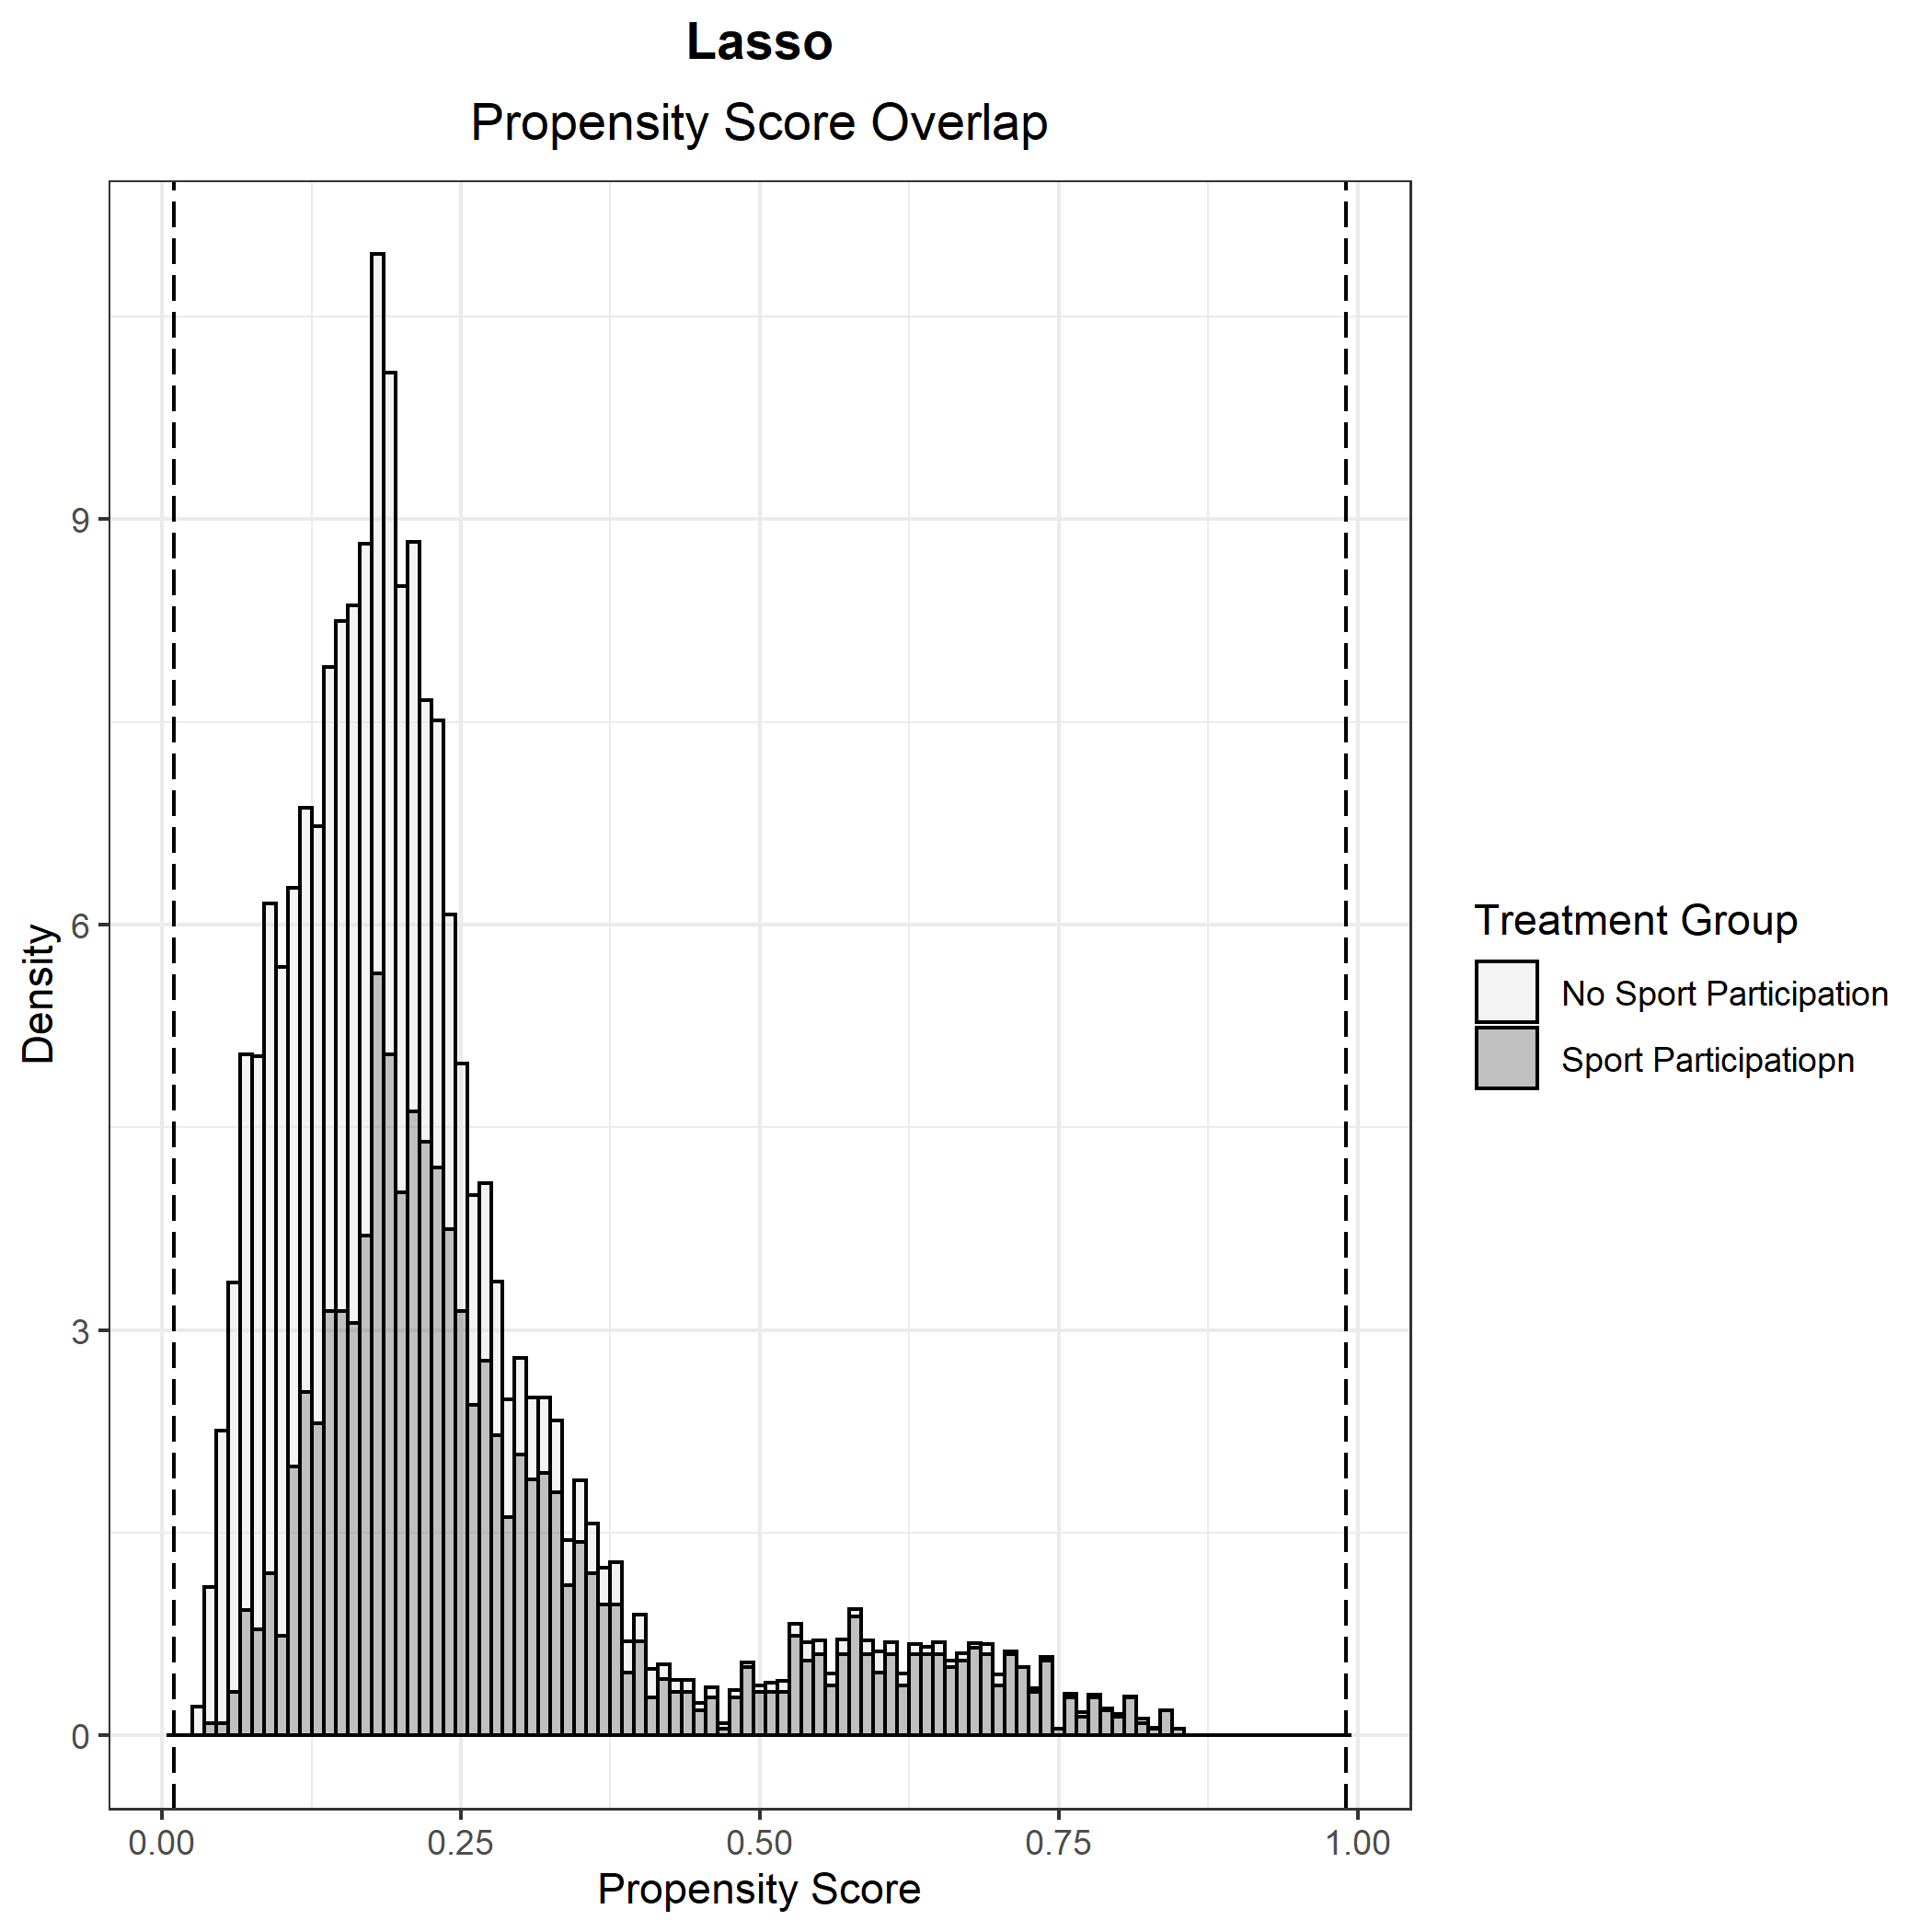 Lasso
Propensity Score Overlap
9
6
3
0
Density
0.00 0.25 0.50 0.75 1.00
Propensity Score
Treatment Group
No Sport Participation
Sport Participatiopn